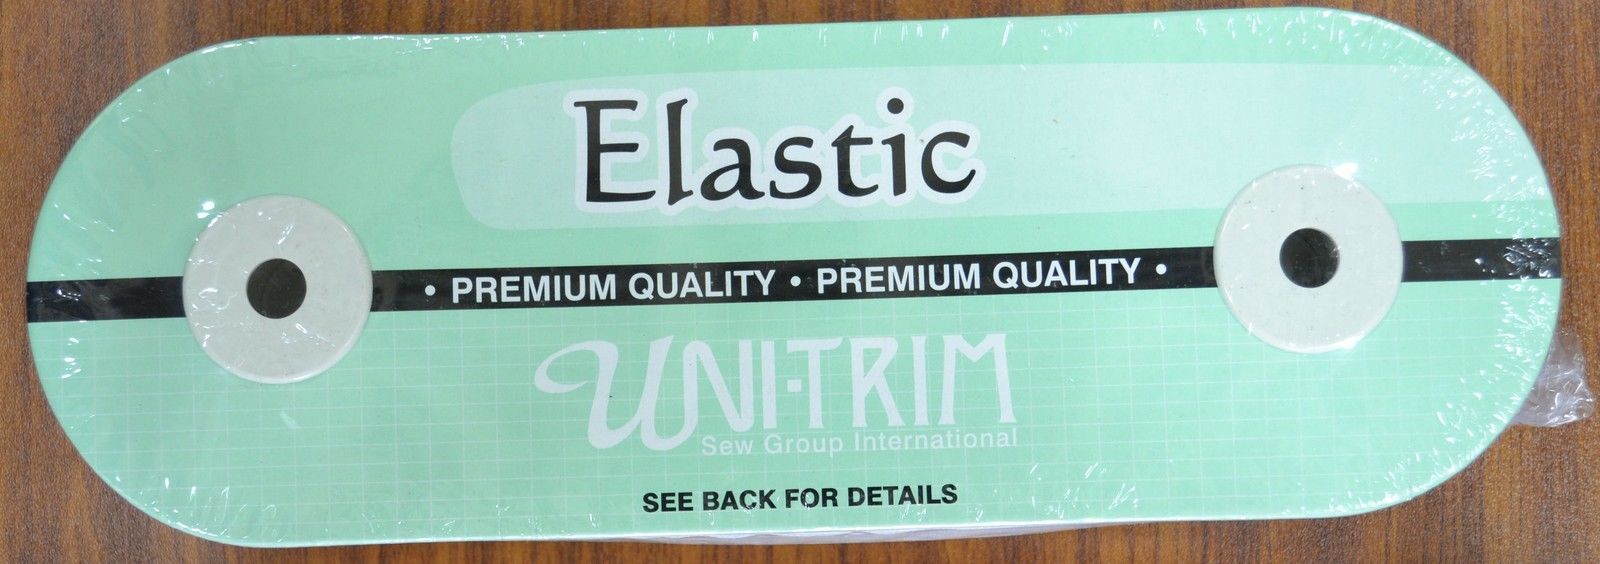 Elastic
• PREMIUM QUALITY • PREMIUM QUALITY •
UNI-TRIM
Sew Group International
SEE BACK FOR DETAILS